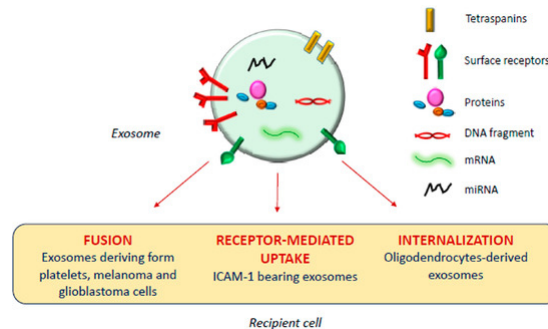 Tetraspanins
Surface receptors
Proteins
DNA fragment
mRNA
miRNA
Exosome
FUSION
Exosomes deriving form
platelets, melanoma and
glioblastoma cells
RECEPTOR-MEDIATED
UPTAKE
ICAM-1 bearing exosomes
INTERNALIZATION
Oligodendrocytes-derived
exosomes
Recipient cell